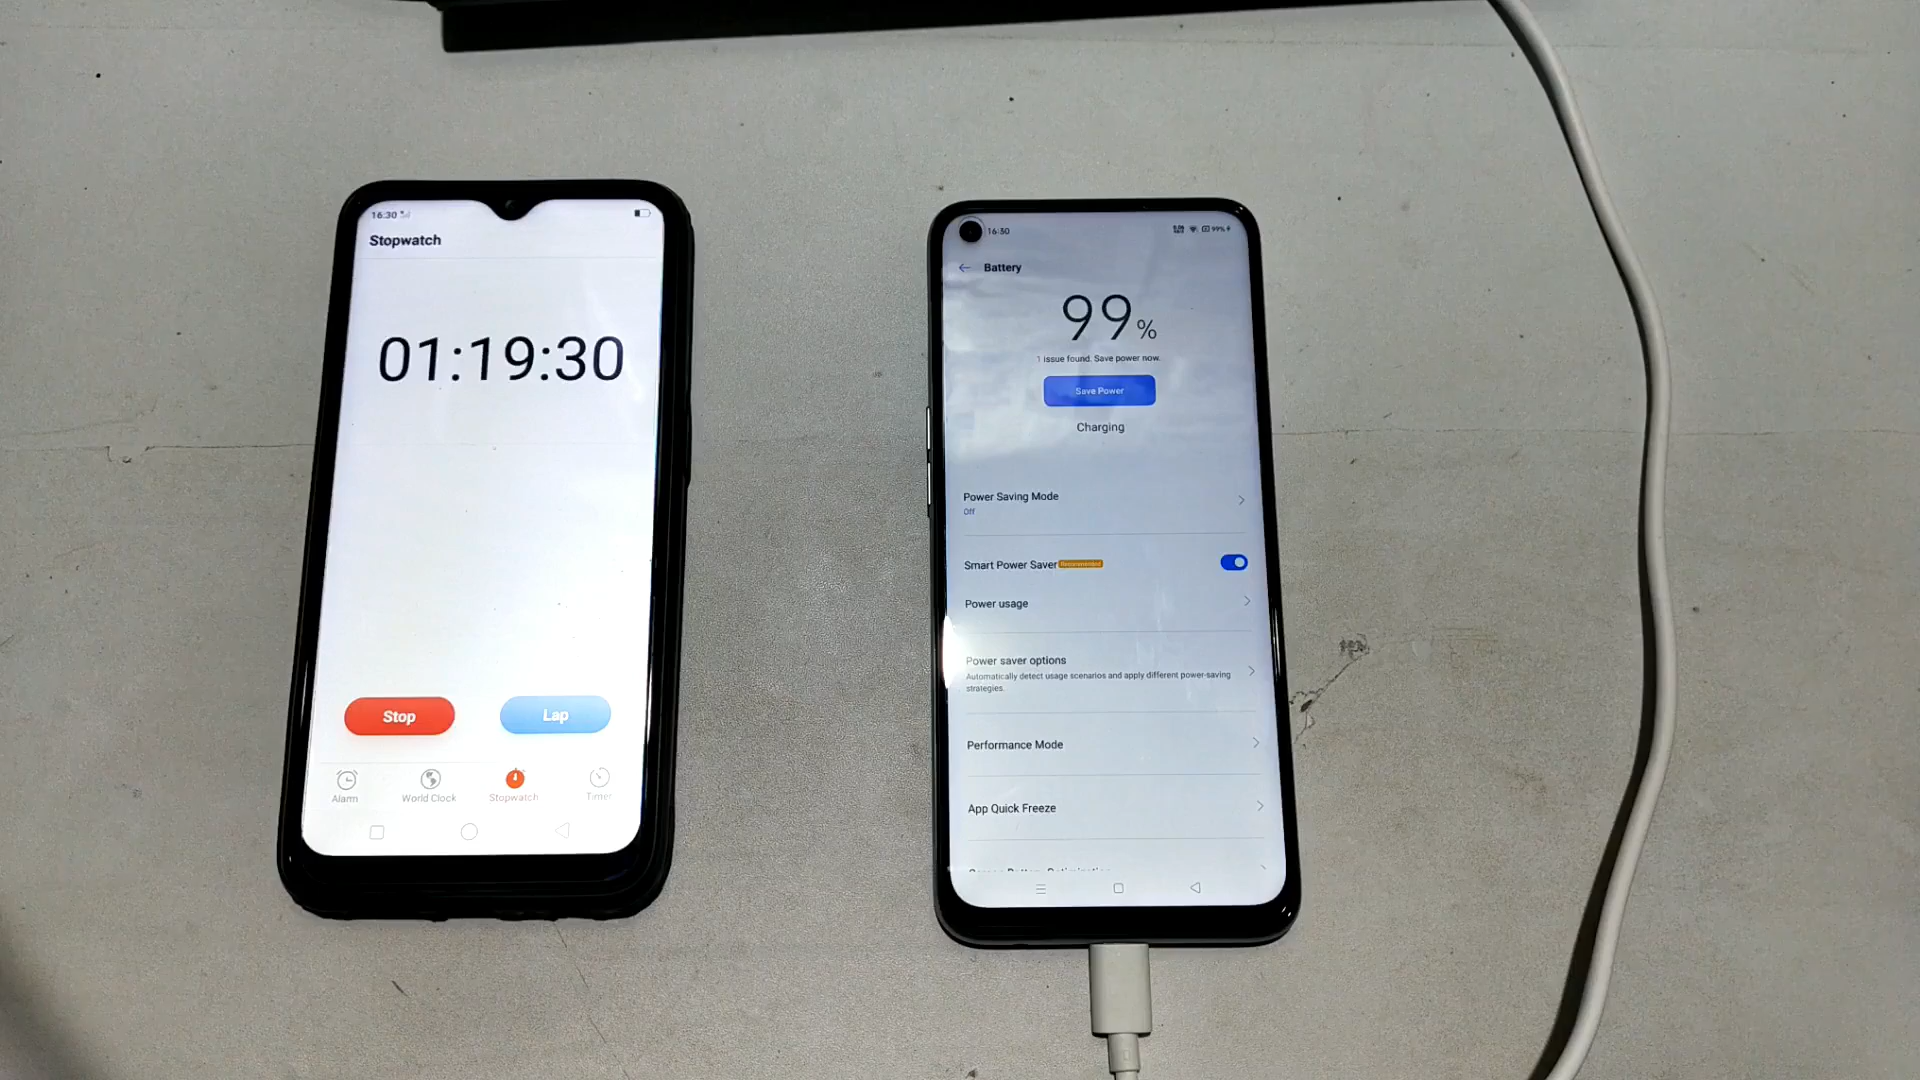 16:30
Stopwatch
01:19:30
Stop
Lap
Alarm
World Clock
Stopwatch
Timer
16:30
99%
Battery
99%
1 issue found. Save power now.
Save Power
Charging
Power Saving Mode
Off
Smart Power Saver Recommended
Power usage
Power saver options
Automatically detect usage scenarios and apply different power-saving
strategies.
Performance Mode
App Quick Freeze